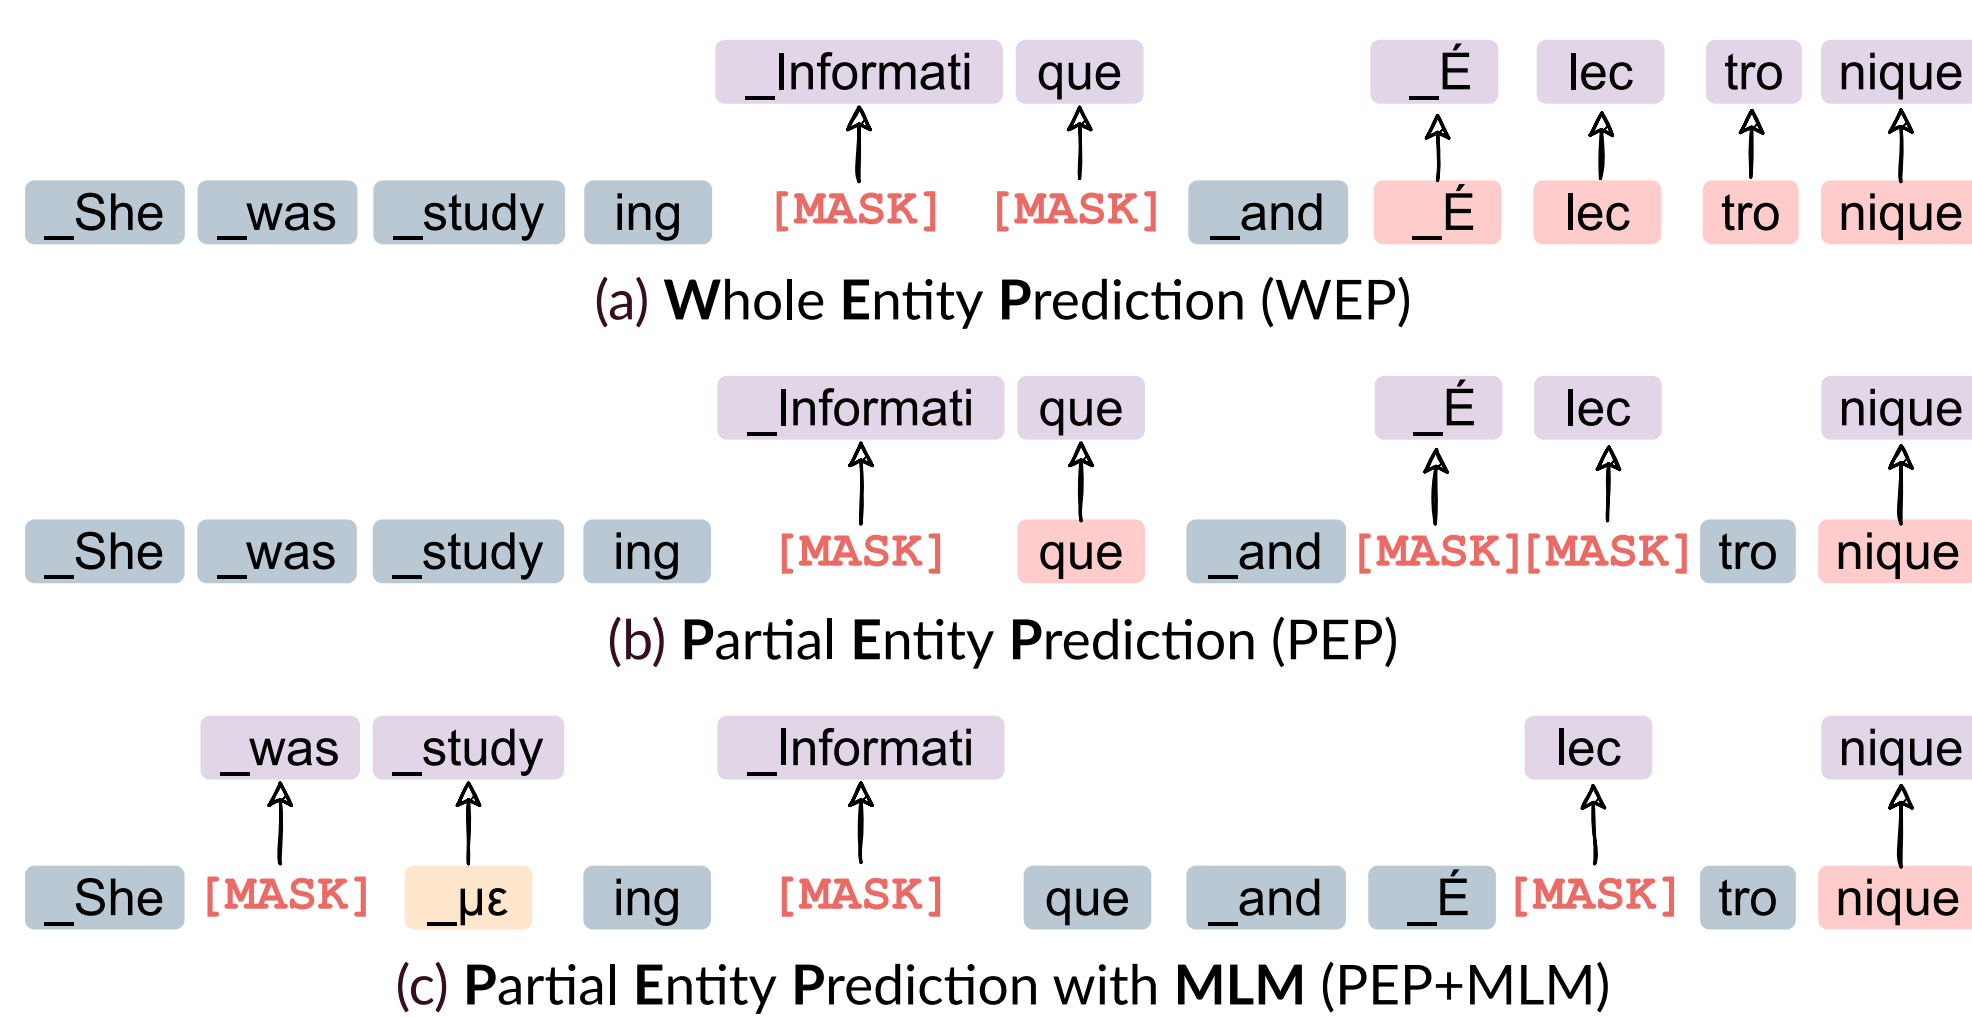 _Informati que _É lec tro nique
_She _was _study ing [MASK] [MASK] _and _É lec tro nique
(a) Whole Entity Prediction (WEP)
_Informati que _É lec nique
_She _was _study ing [MASK] que _and [MASK] [MASK] tro nique
(b) Partial Entity Prediction (PEP)
_was _study _Informati lec nique
_She [MASK] _με ing [MASK] que _and _É [MASK] tro nique
(c) Partial Entity Prediction with MLM (PEP+MLM)